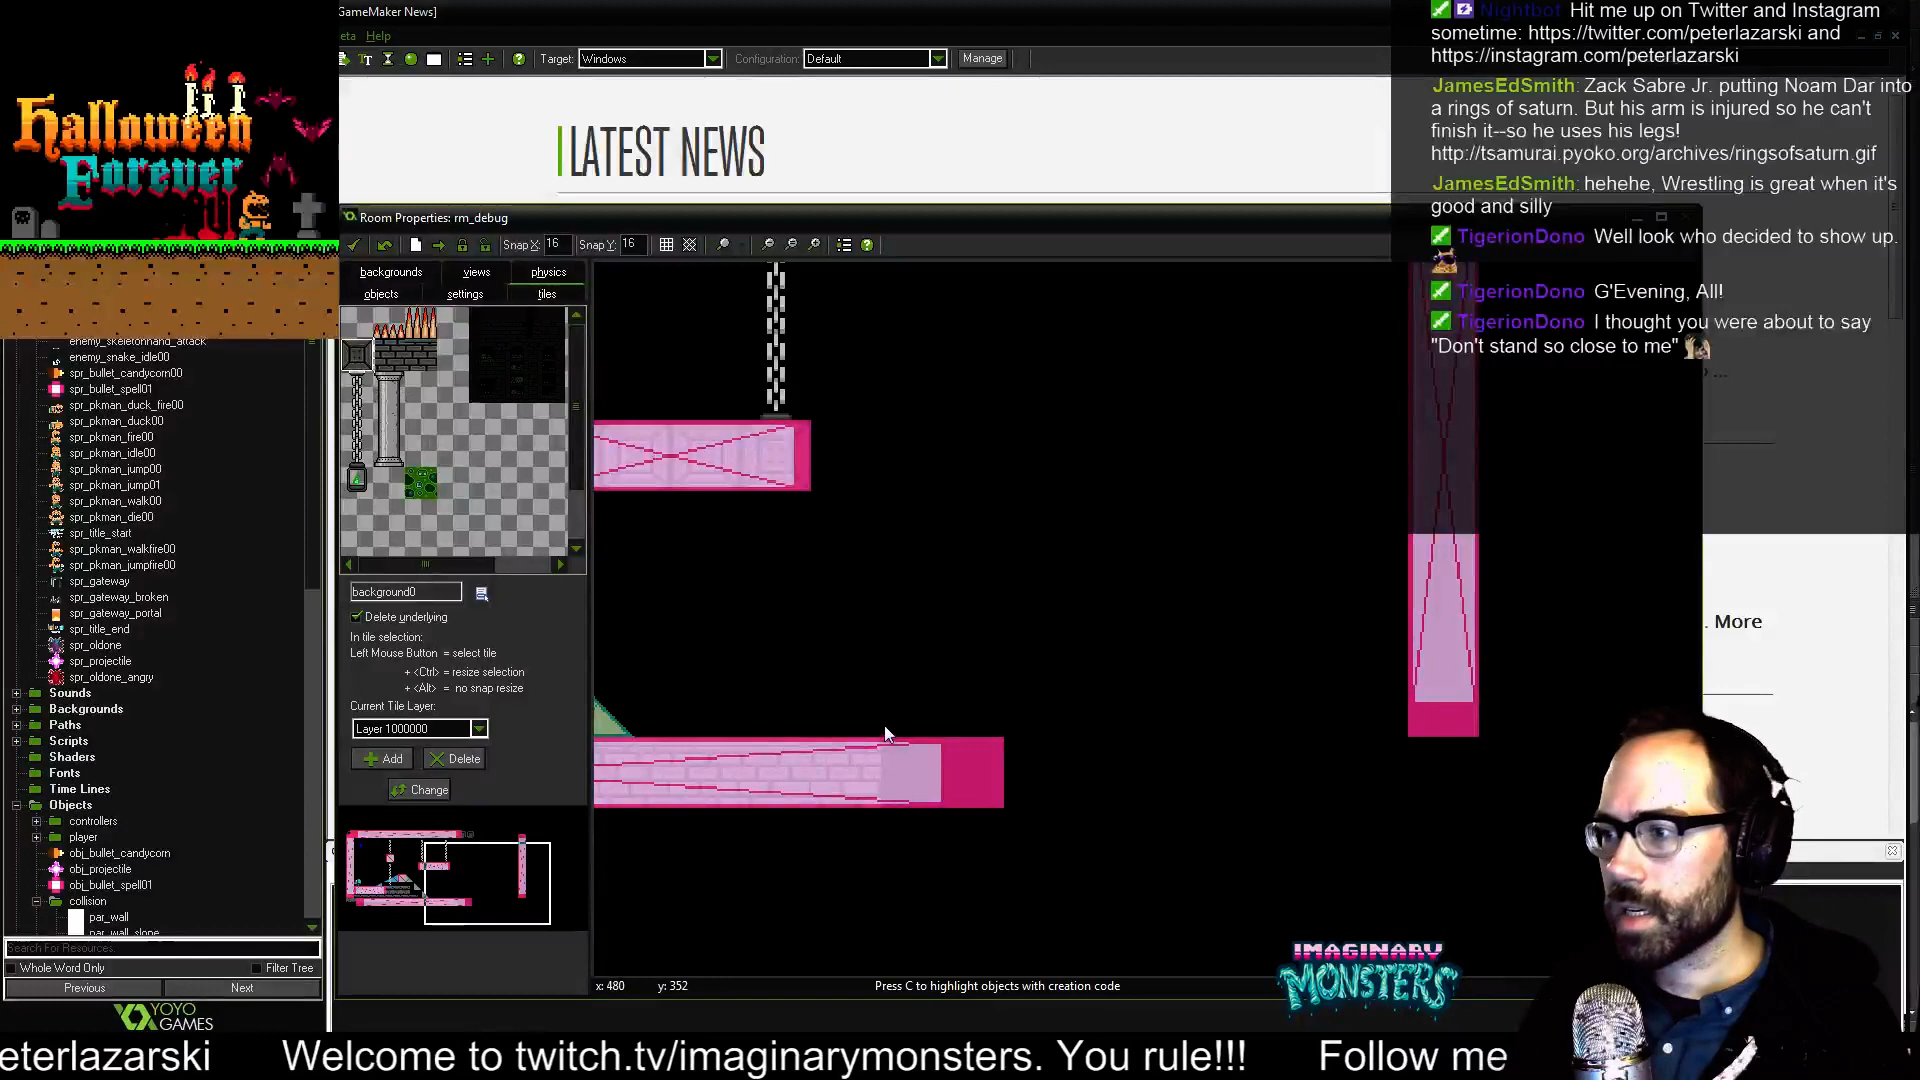 GameMaker News]
eta Help
Target: Windows Configuration: Default Manage
LATEST NEWS
Halloween
Forever
Room Properties: rm_debug
Snap X: 16 Snap Y: 16
backgrounds views physics
objects settings tiles
enemy_skeletonhand_attack
enemy_snake_idle00
spr_bullet_candycorn00
spr_bullet_spell01
spr_pkman_duck_fire00
spr_pkman_duck00
spr_pkman_fire00
spr_pkman_idle00
spr_pkman_jump00
spr_pkman_jump01
spr_pkman_walk00
spr_pkman_die00
spr_title_start
spr_pkman_walkfire00
spr_pkman_jumpfire00
spr_gateway
spr_gateway_broken
spr_gateway_portal
spr_title_end
spr_oldone
spr_projectile
spr_oldone_angry
Sounds
Backgrounds
Paths
Scripts
Shaders
Fonts
Time Lines
Objects
controllers
player
obj_bullet_candycorn
obj_projectile
obj_bullet_spell01
collision
par_wall
par_wall_slope
Search For Resources
Whole Word Only Filter Tree
Previous Next
YOYO
GAMES
background0
Delete underlying
In tile selection:
Left Mouse Button = select tile
+ <Ctrl> = resize selection
+ <Alt> = no snap resize
Current Tile Layer:
Layer 1000000
Add Delete
Change
x: 480 y: 352 Press C to highlight objects with creation code
Nightbot Hit me up on Twitter and Instagram
sometime: https://twitter.com/peterlazarski and
https://instagram.com/peterlazarski
JamesEdSmith: Zack Sabre Jr. putting Noam Dar into
a rings of saturn. But his arm is injured so he can't
finish it--so he uses his legs!
http://tsamurai.pyoko.org/archives/ringsofsaturn.gif
JamesEdSmith: hehehe, Wrestling is great when it's
good and silly
TigerionDono Well look who decided to show up.
TigerionDono G'Evening, All!
TigerionDono I thought you were about to say
"Don't stand so close to me"
. More
IMAGINARY
MONSTERS
eterlazarski Welcome to twitch.tv/imaginarymonsters. You rule!!! Follow me